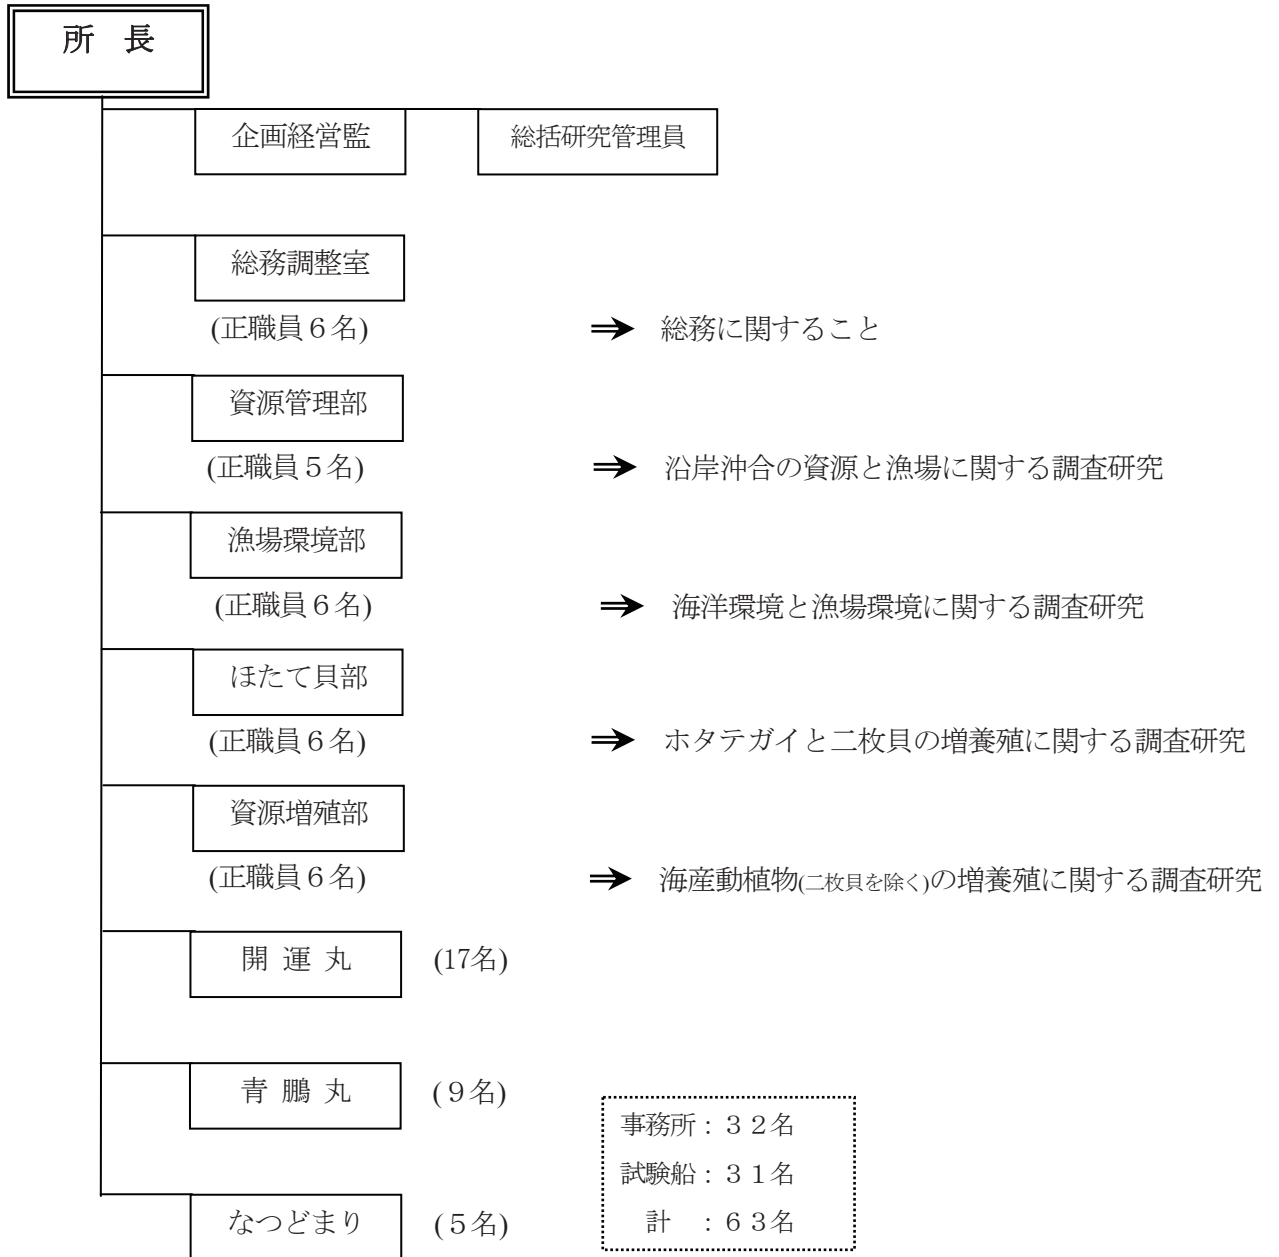 所 長
企画経営監 総括研究管理員
総務調整室
(正職員６名) ⇒ 総務に関すること
資源管理部
(正職員５名) ⇒ 沿岸沖合の資源と漁場に関する調査研究
漁場環境部
(正職員６名) ⇒ 海洋環境と漁場環境に関する調査研究
ほたて貝部
(正職員６名) ⇒ ホタテガイと二枚貝の増養殖に関する調査研究
資源増殖部
(正職員６名) ⇒ 海産動植物(二枚貝を除く)の増養殖に関する調査研究
開 運 丸 (17名)
青 鵬 丸 (９名)
事務所：３２名
試験船：３１名
計 ：６３名
なつどまり (５名)